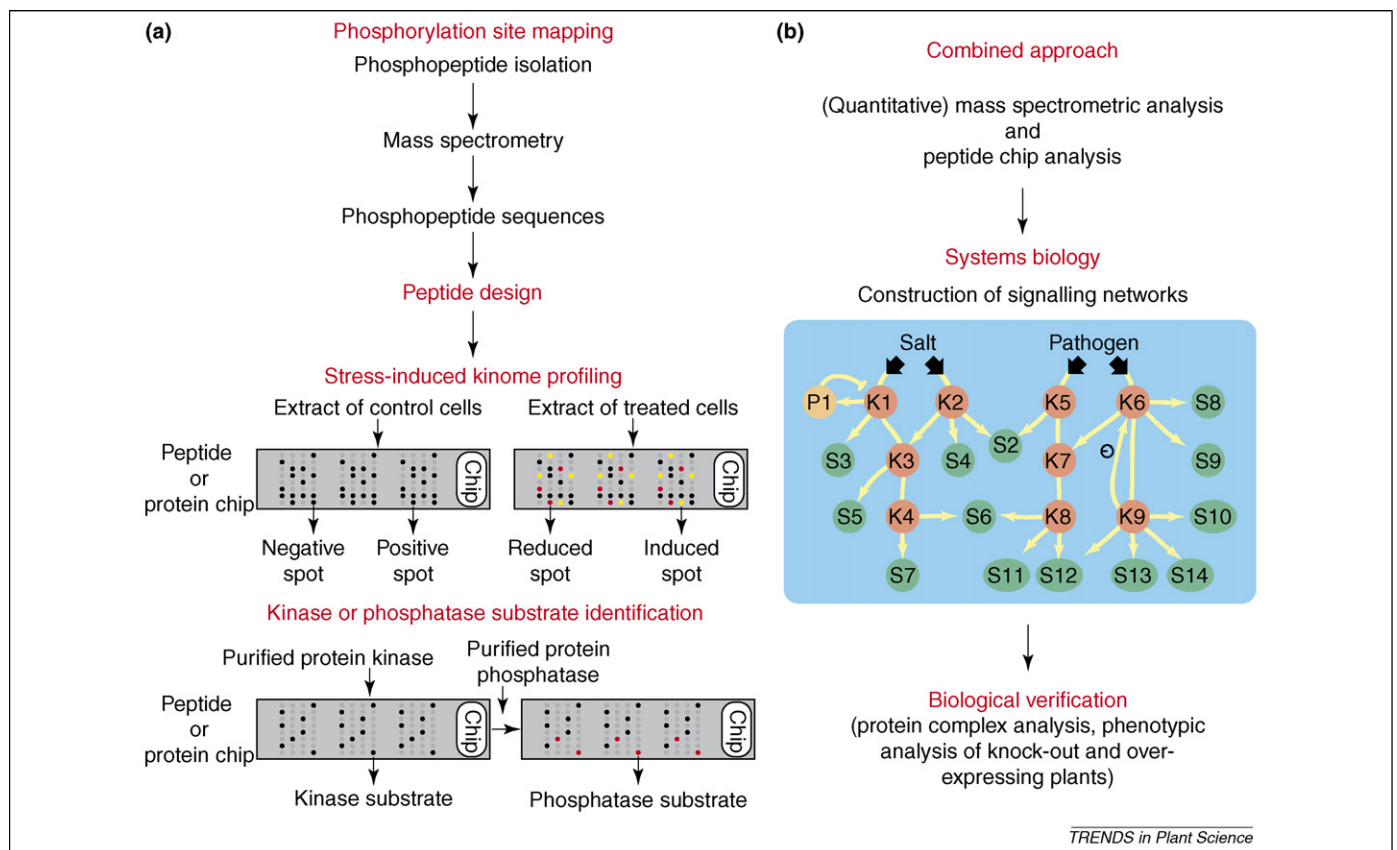 (a)
Phosphorylation site mapping
Phosphopeptide isolation
Mass spectrometry
Phosphopeptide sequences
Peptide design
Stress-induced kinome profiling
Extract of control cells
Extract of treated cells
Peptide
or
protein chip
Chip
Chip
Negative
spot
Positive
spot
Reduced
spot
Induced
spot
Kinase or phosphatase substrate identification
Purified protein kinase
Purified protein
phosphatase
Peptide
or
protein chip
Chip
Chip
Kinase substrate
Phosphatase substrate
(b)
Combined approach
(Quantitative) mass spectrometric analysis
and
peptide chip analysis
Systems biology
Construction of signalling networks
Salt
Pathogen
P1 K1 K2 K5 K6 S8
S3 K3 S4 S2 K7 S9
S5 K4 S6 K8 K9 S10
S7 S11 S12 S13 S14
Biological verification
(protein complex analysis, phenotypic
analysis of knock-out and over-
expressing plants)
TRENDS in Plant Science